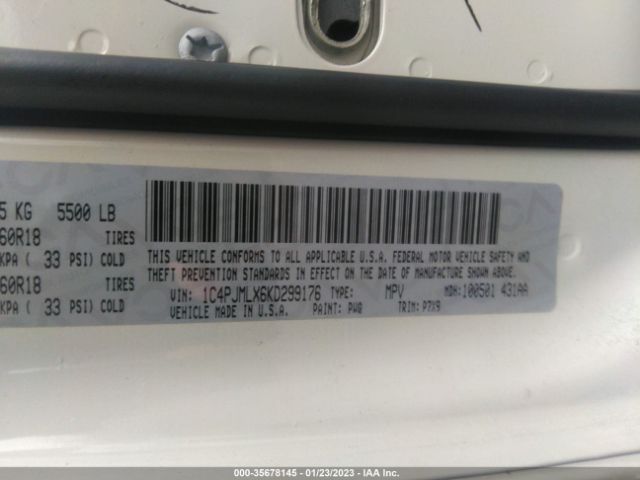 5 KG 5500 LB
60R18 TIRES
KPA ( 33 PSI) COLD
60R18 TIRES
KPA ( 33 PSI) COLD
THIS VEHICLE CONFORMS TO ALL APPLICABLE U.S.A. FEDERAL MOTOR VEHICLE SAFETY AND
THEFT PREVENTION STANDARDS IN EFFECT ON THE DATE OF MANUFACTURE SHOWN ABOVE.
VIN: 1C4PJMLX6KD299176 TYPE: MPV MDH: 100501 431AA
VEHICLE MADE IN U.S.A. PAINT: PW8 TRIM: P7X9
000-35678145 - 01/23/2023 - IAAI.com